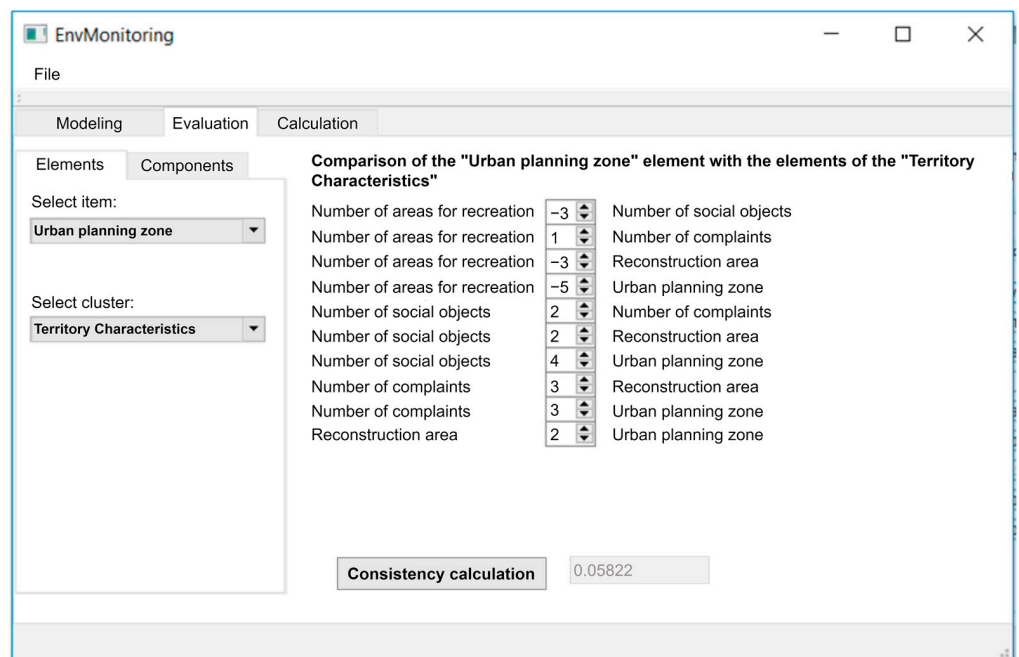 EnvMonitoring
File
Modeling Evaluation Calculation
Elements Components
Select item:
Urban planning zone
Select cluster:
Territory Characteristics
Comparison of the "Urban planning zone" element with the elements of the "Territory
Characteristics"
Number of areas for recreation −3 Number of social objects
Number of areas for recreation 1 Number of complaints
Number of areas for recreation −3 Reconstruction area
Number of areas for recreation −5 Urban planning zone
Number of social objects 2 Number of complaints
Number of social objects 2 Reconstruction area
Number of social objects 4 Urban planning zone
Number of complaints 3 Reconstruction area
Number of complaints 3 Urban planning zone
Reconstruction area 2 Urban planning zone
Consistency calculation 0.05822